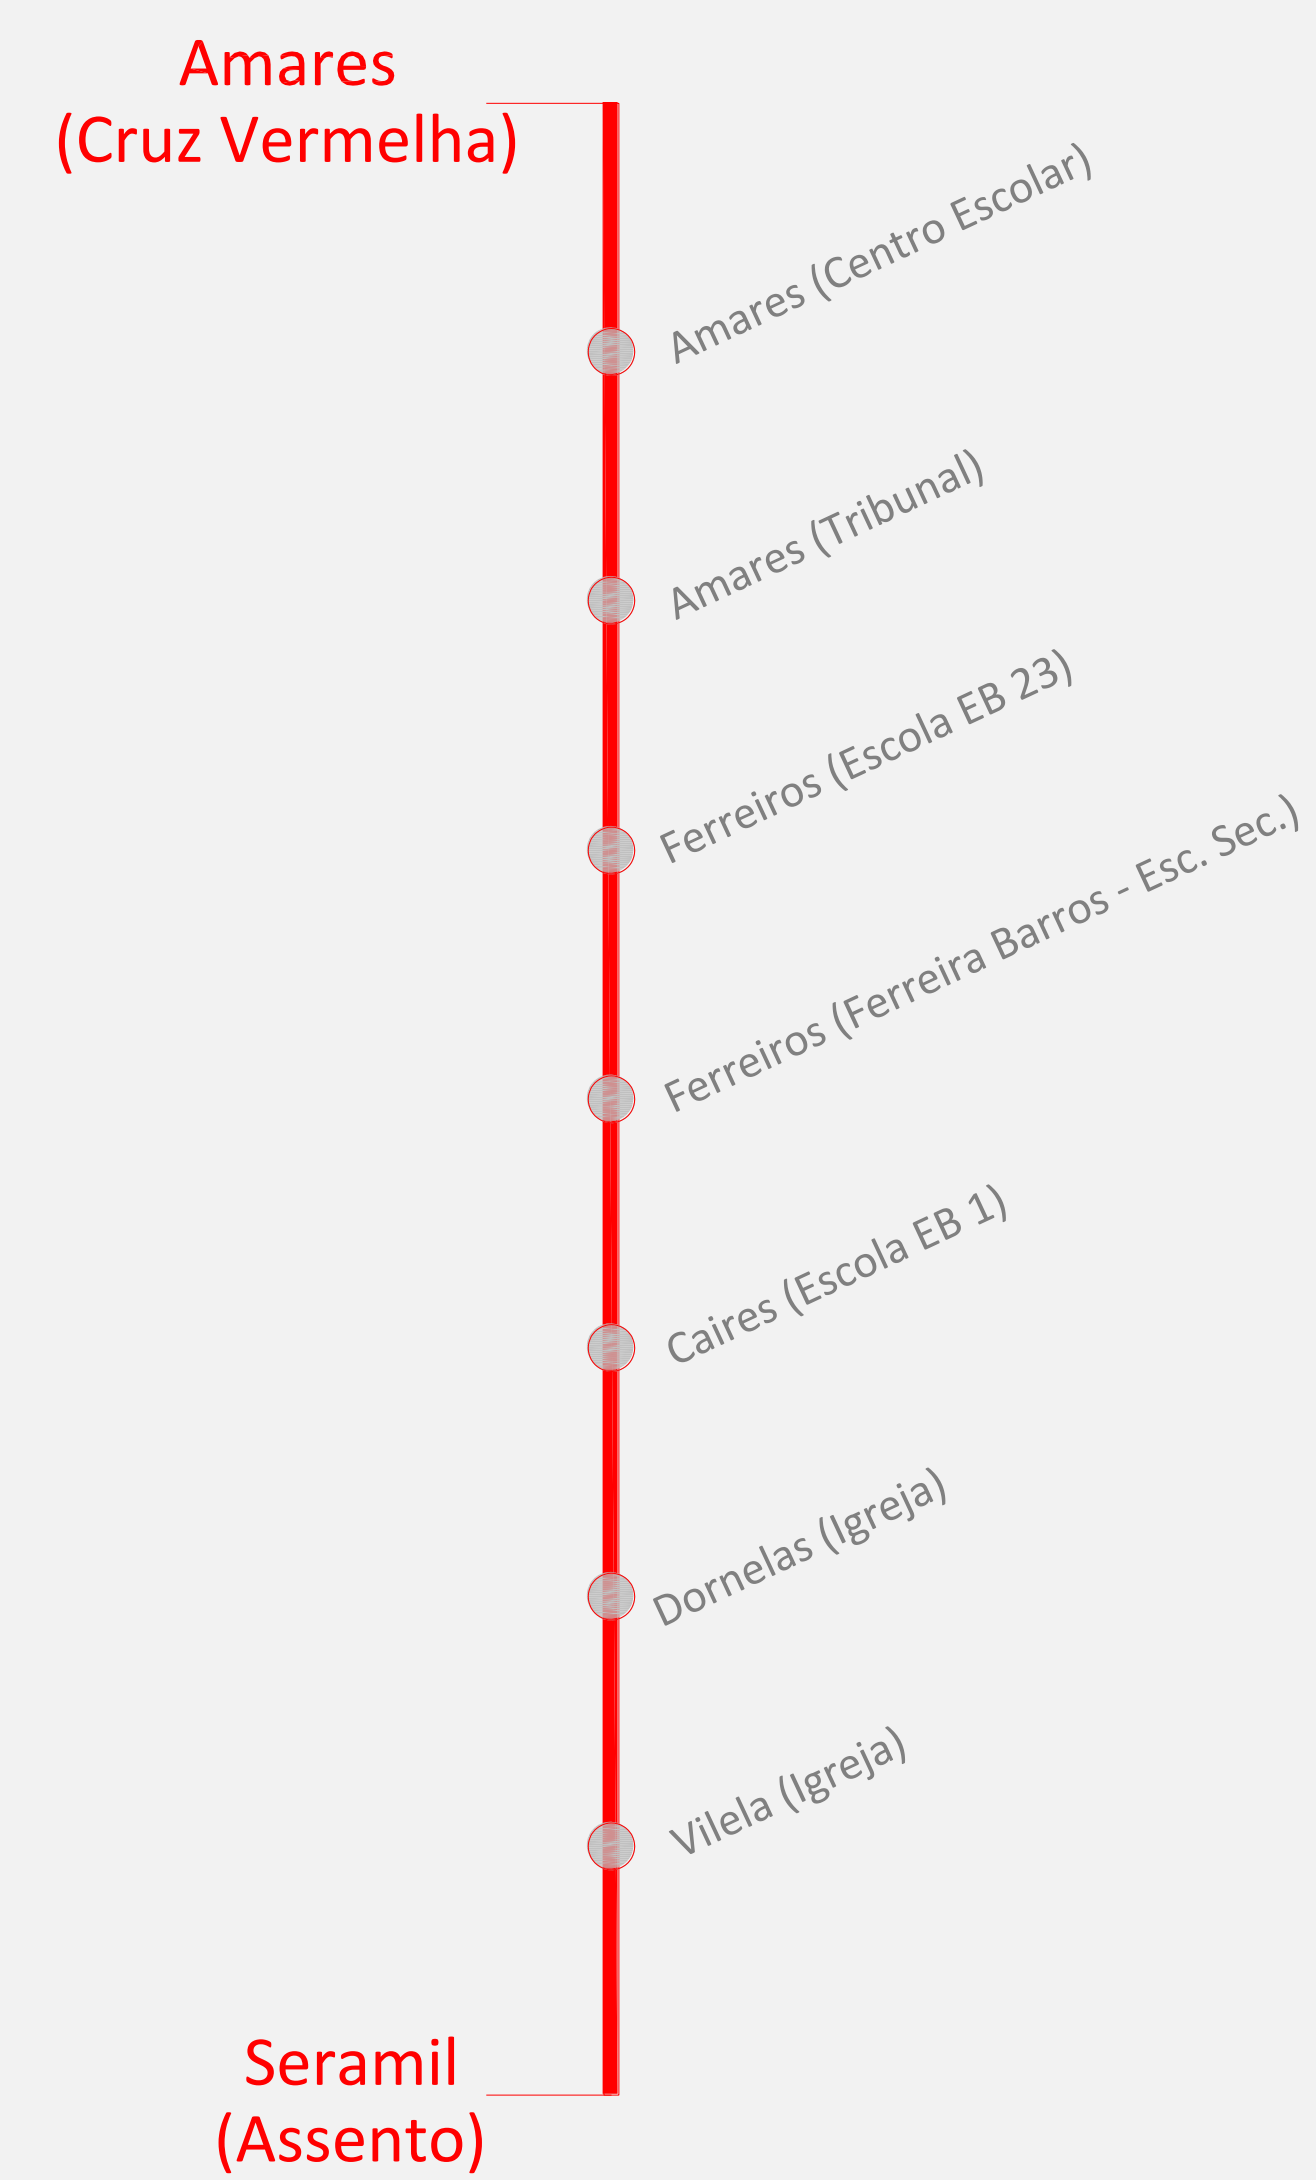 Amares
(Cruz Vermelha)
Amares (Centro Escolar)
Amares (Tribunal)
Ferreiros (Escola EB 23)
Ferreiros (Ferreira Barros - Esc. Sec.)
Caires (Escola EB 1)
Dornelas (Igreja)
Vilela (Igreja)
Seramil
(Assento)